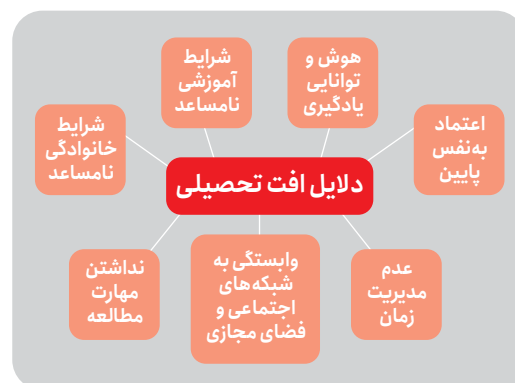 دلایل افت تحصیلی
هوش و
توانایی
یادگیری
شرایط
آموزشی
نامساعد
اعتماد
به‌نفس
پایین
شرایط
خانوادگی
نامساعد
عدم
مدیریت
زمان
وابستگی به
شبکه‌های
اجتماعی و
فضای مجازی
نداشتن
مهارت
مطالعه